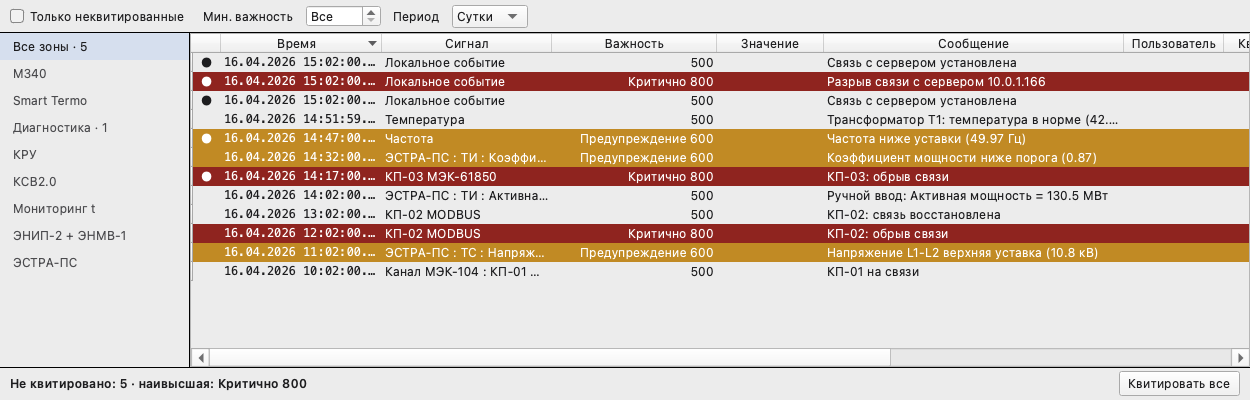 Только неквитированные Мин. важность Все Период Сутки
Все зоны · 5
М340
Smart Termo
Диагностика · 1
КРУ
КСВ2.0
Мониторинг t
ЭНИП-2 + ЭНМВ-1
ЭСТРА-ПС
Время Сигнал Важность Значение Сообщение Пользователь Кв
16.04.2026 15:02:00.… Локальное событие 500 Связь с сервером установлена
16.04.2026 15:02:00.… Локальное событие Критично 800 Разрыв связи с сервером 10.0.1.166
16.04.2026 15:02:00.… Локальное событие 500 Связь с сервером установлена
16.04.2026 14:51:59.… Температура 500 Трансформатор Т1: температура в норме (42.…
16.04.2026 14:47:00.… Частота Предупреждение 600 Частота ниже уставки (49.97 Гц)
16.04.2026 14:32:00.… ЭСТРА-ПС : ТИ : Коэффи… Предупреждение 600 Коэффициент мощности ниже порога (0.87)
16.04.2026 14:17:00.… КП-03 МЭК-61850 Критично 800 КП-03: обрыв связи
16.04.2026 14:02:00.… ЭСТРА-ПС : ТИ : Активна… 500 Ручной ввод: Активная мощность = 130.5 МВт
16.04.2026 13:02:00.… КП-02 MODBUS 500 КП-02: связь восстановлена
16.04.2026 12:02:00.… КП-02 MODBUS Критично 800 КП-02: обрыв связи
16.04.2026 11:02:00.… ЭСТРА-ПС : ТС : Напряж… Предупреждение 600 Напряжение L1-L2 верхняя уставка (10.8 кВ)
16.04.2026 10:02:00.… Канал МЭК-104 : КП-01 … 500 КП-01 на связи
Не квитировано: 5 · наивысшая: Критично 800 Квитировать все